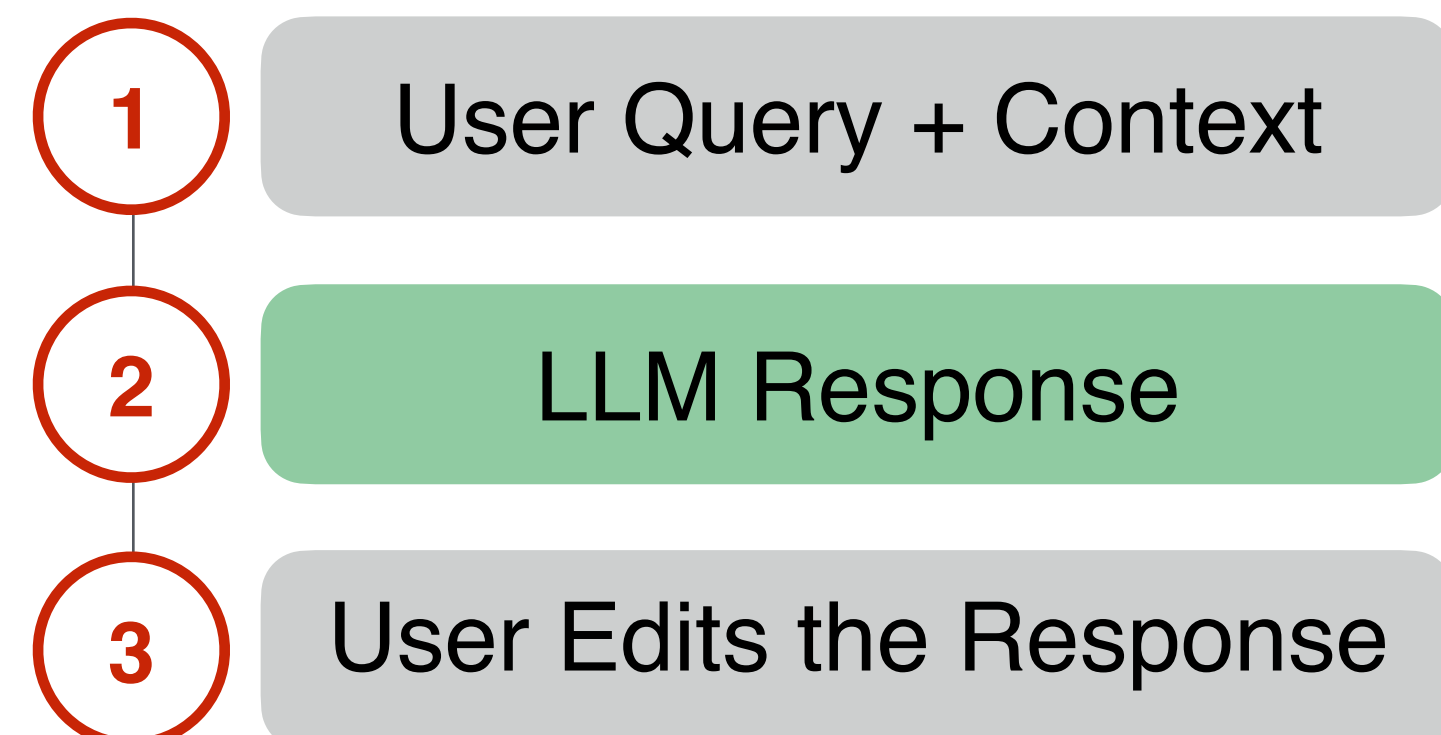 1
User Query + Context
2
LLM Response
3
User Edits the Response